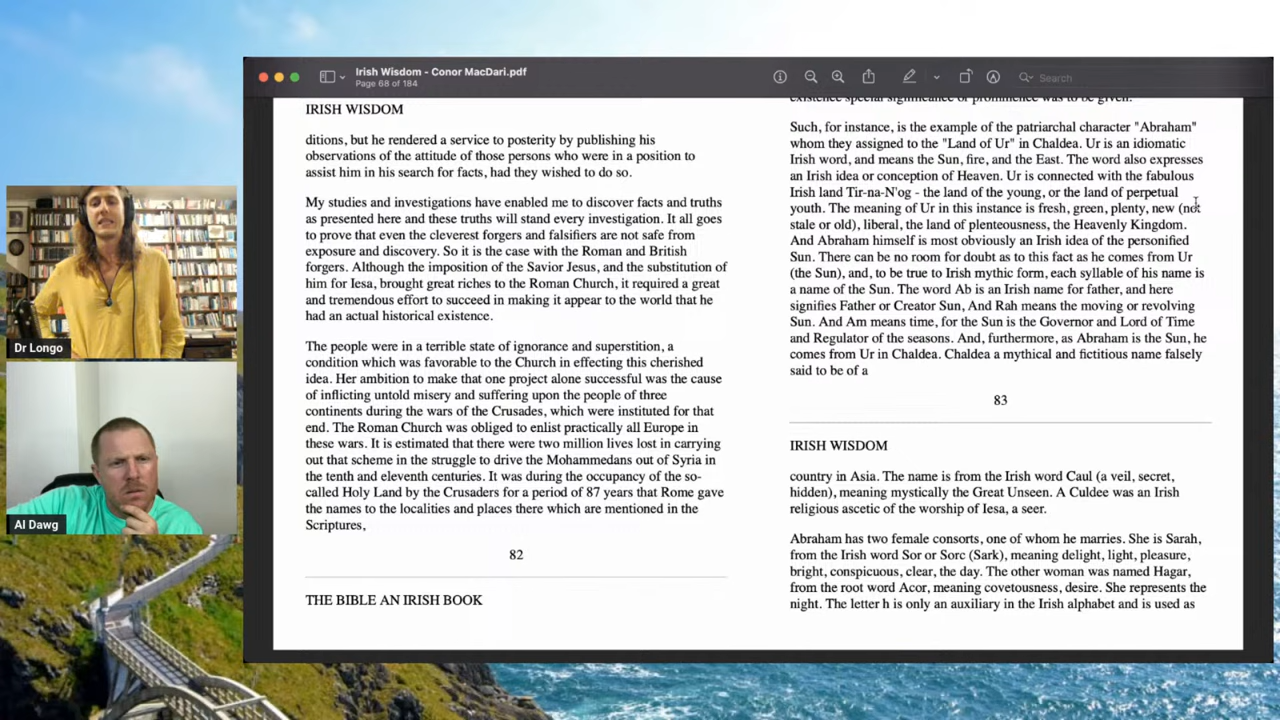 Irish Wisdom - Conor MacDari.pdf
Page 68 of 184
Search
IRISH WISDOM
ditions, but he rendered a service to posterity by publishing his
observations of the attitude of those persons who were in a position to
assist him in his search for facts, had they wished to do so.
My studies and investigations have enabled me to discover facts and truths
as presented here and these truths will stand every investigation. It all goes
to prove that even the cleverest forgers and falsifiers are not safe from
exposure and discovery. So it is the case with the Roman and British
forgers. Although the imposition of the Savior Jesus, and the substitution of
him for Iesa, brought great riches to the Roman Church, it required a great
and tremendous effort to succeed in making it appear to the world that he
had an actual historical existence.
The people were in a terrible state of ignorance and superstition, a
condition which was favorable to the Church in effecting this cherished
idea. Her ambition to make that one project alone successful was the cause
of inflicting untold misery and suffering upon the people of three
continents during the wars of the Crusades, which were instituted for that
end. The Roman Church was obliged to enlist practically all Europe in
these wars. It is estimated that there were two million lives lost in carrying
out that scheme in the struggle to drive the Mohammedans out of Syria in
the tenth and eleventh centuries. It was during the occupancy of the so-
called Holy Land by the Crusaders for a period of 87 years that Rome gave
the names to the localities and places there which are mentioned in the
Scriptures,
82
THE BIBLE AN IRISH BOOK
existence special significance or prominence was to be given.
Such, for instance, is the example of the patriarchal character "Abraham"
whom they assigned to the "Land of Ur" in Chaldea. Ur is an idiomatic
Irish word, and means the Sun, fire, and the East. The word also expresses
an Irish idea or conception of Heaven. Ur is connected with the fabulous
Irish land Tir-na-N'og - the land of the young, or the land of perpetual
youth. The meaning of Ur in this instance is fresh, green, plenty, new (not
stale or old), liberal, the land of plenteousness, the Heavenly Kingdom.
And Abraham himself is most obviously an Irish idea of the personified
Sun. There can be no room for doubt as to this fact as he comes from Ur
(the Sun), and, to be true to Irish mythic form, each syllable of his name is
a name of the Sun. The word Ab is an Irish name for father, and here
signifies Father or Creator Sun, And Rah means the moving or revolving
Sun. And Am means time, for the Sun is the Governor and Lord of Time
and Regulator of the seasons. And, furthermore, as Abraham is the Sun, he
comes from Ur in Chaldea. Chaldea a mythical and fictitious name falsely
said to be of a
83
IRISH WISDOM
country in Asia. The name is from the Irish word Caul (a veil, secret,
hidden), meaning mystically the Great Unseen. A Culdee was an Irish
religious ascetic of the worship of Iesa, a seer.
Abraham has two female consorts, one of whom he marries. She is Sarah,
from the Irish word Sor or Sorc (Sark), meaning delight, light, pleasure,
bright, conspicuous, clear, the day. The other woman was named Hagar,
from the root word Acor, meaning covetousness, desire. She represents the
night. The letter h is only an auxiliary in the Irish alphabet and is used as
Dr Longo
Al Dawg